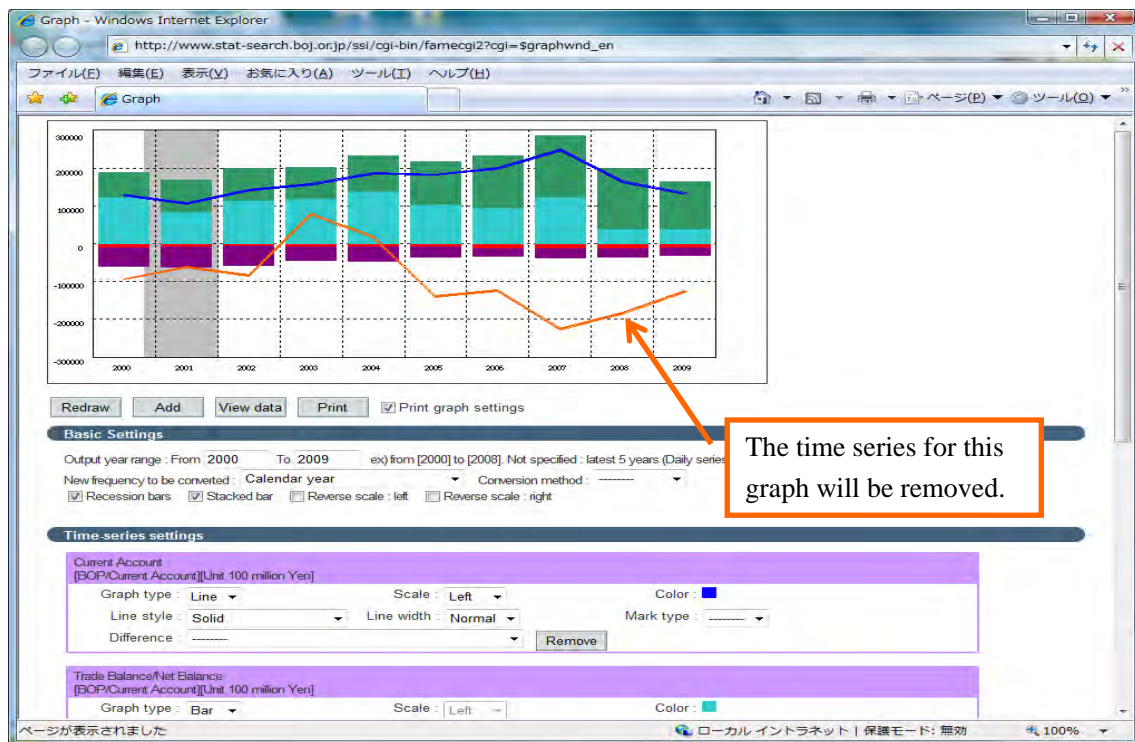 Graph - Windows Internet Explorer
http://www.stat-search.boj.or.jp/ssi/cgi-bin/famecgi2?cgi=$graphwnd_en
ファイル(F) 編集(E) 表示(V) お気に入り(A) ツール(T) ヘルプ(H)
Graph ページ(P) ツール(O)
300000
200000
100000
0
-100000
-200000
-300000
2000 2001 2002 2003 2004 2005 2006 2007 2008 2009
Redraw Add View data Print Print graph settings
Basic Settings
The time series for this
graph will be removed.
Output year range : From 2000 To 2009 ex) from [2000] to [2008]. Not specified : latest 5 years (Daily series
New frequency to be converted : Calendar year Conversion method : --------
Recession bars Stacked bar Reverse scale : left Reverse scale : right
Time-series settings
Current Account
[BOP/Current Account][Unit 100 million Yen]
Graph type : Line Scale : Left Color :
Line style : Solid Line width : Normal Mark type : --------
Difference : -------- Remove
Trade Balance/Net Balance
[BOP/Current Account][Unit 100 million Yen]
Graph type : Bar Scale : Left Color :
ページが表示されました ローカル イントラネット | 保護モード: 無効 100%